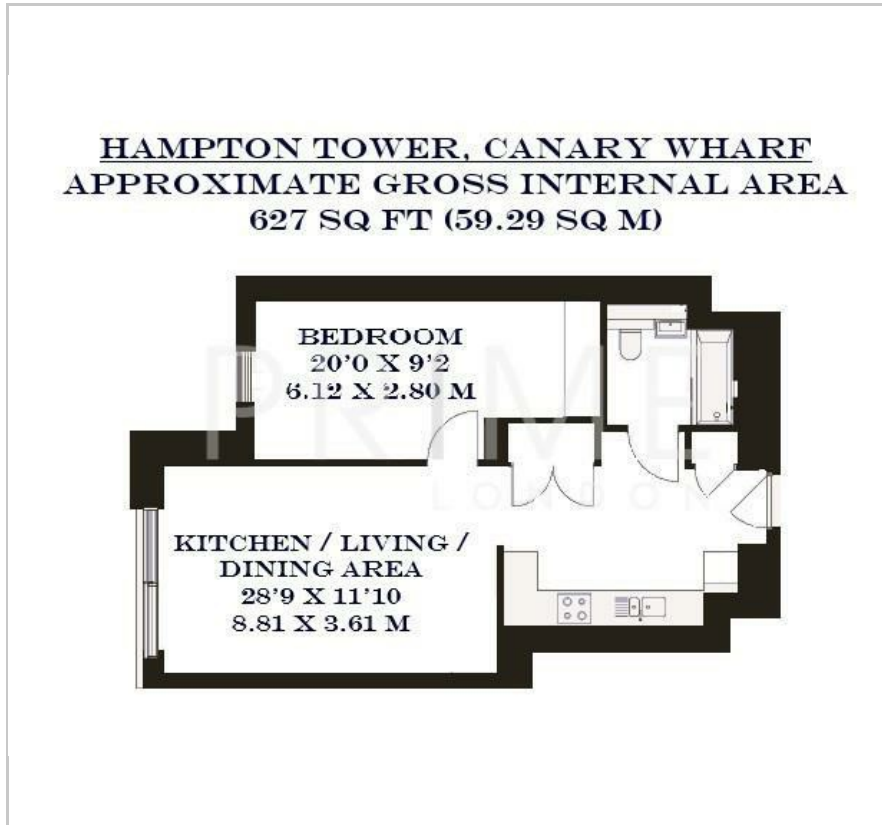 HAMPTON TOWER, CANARY WHARF
APPROXIMATE GROSS INTERNAL AREA
627 SQ FT (59.29 SQ M)
BEDROOM
20'0 X 9'2
6.12 X 2.80 M
PRIME
LONDON
KITCHEN / LIVING /
DINING AREA
28'9 X 11'10
8.81 X 3.61 M